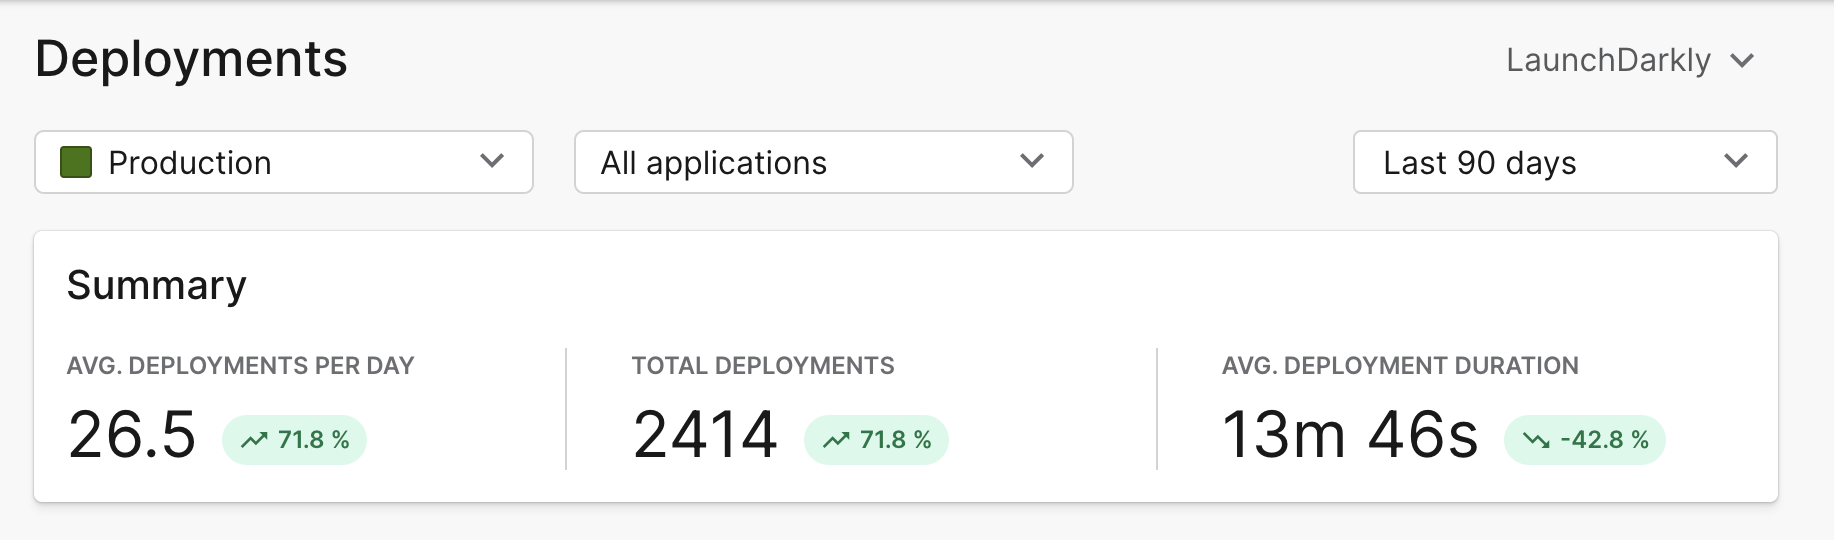 Deployments
LaunchDarkly
Production
All applications
Last 90 days
Summary
AVG. DEPLOYMENTS PER DAY
26.5 71.8 %
TOTAL DEPLOYMENTS
2414 71.8 %
AVG. DEPLOYMENT DURATION
13m 46s -42.8 %